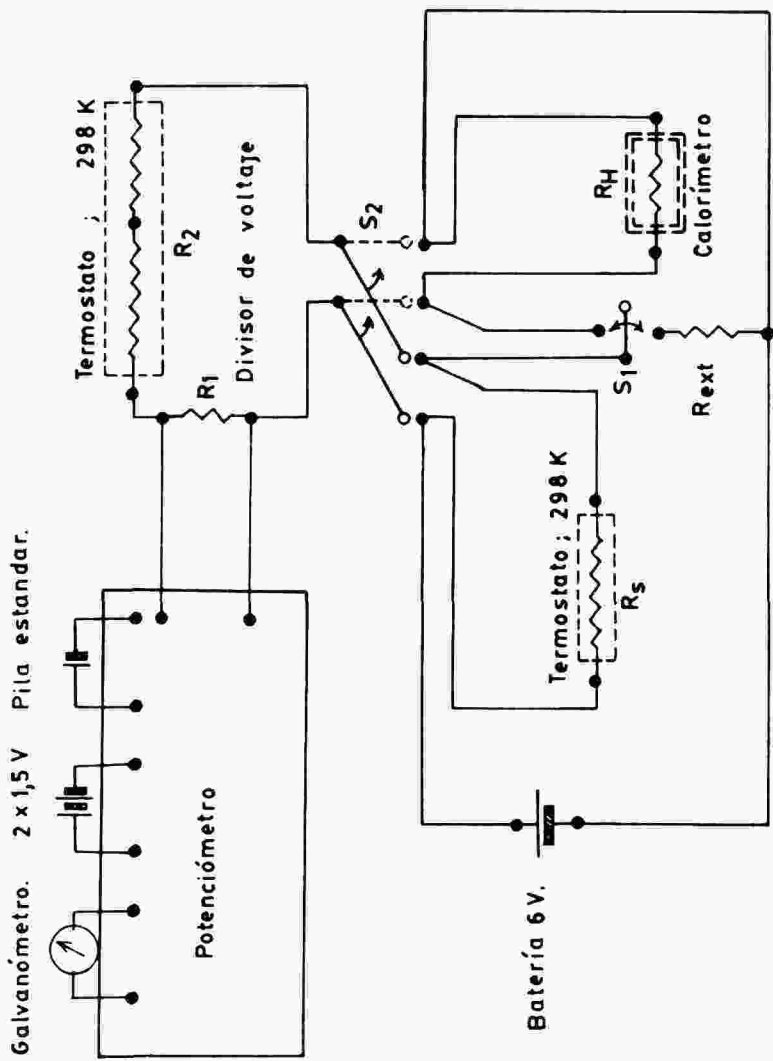 Galvanómetro. 2 x 1,5 V Pila estandar.
Potenciómetro
Termostato ; 298 K
R2
R1
Divisor de voltaje
S2
Termostato ; 298 K
Rs
S1
Rext
RH
Calorímetro
Batería 6 V.